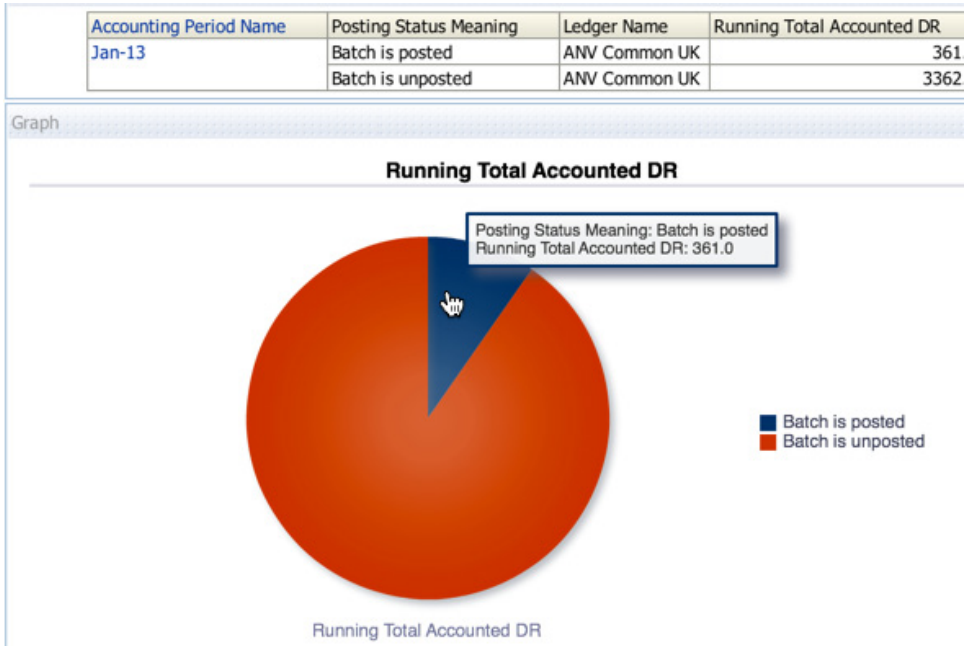 Accounting Period Name Posting Status Meaning Ledger Name Running Total Accounted DR
Jan-13 Batch is posted ANV Common UK 361.
Batch is unposted ANV Common UK 3362.
Graph
Running Total Accounted DR
Posting Status Meaning: Batch is posted
Running Total Accounted DR: 361.0
Batch is posted
Batch is unposted
Running Total Accounted DR